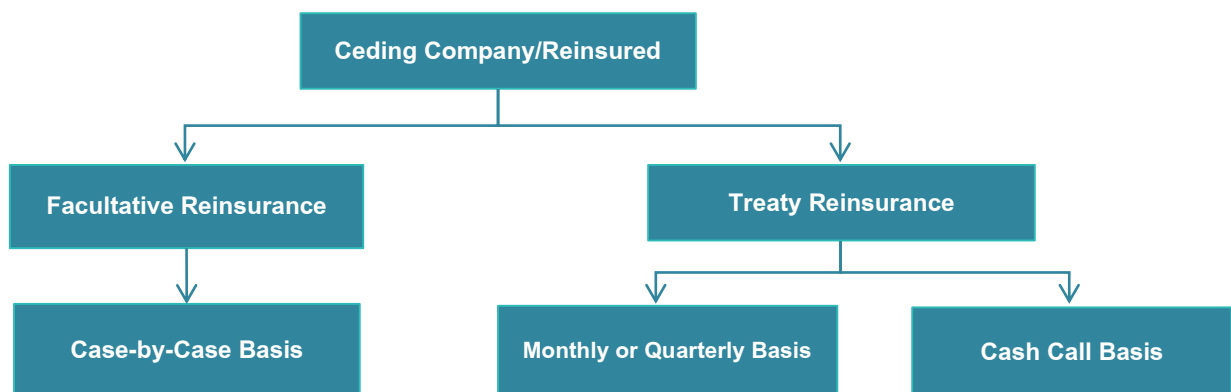 Ceding Company/Reinsured
Facultative Reinsurance
Treaty Reinsurance
Case-by-Case Basis
Monthly or Quarterly Basis
Cash Call Basis